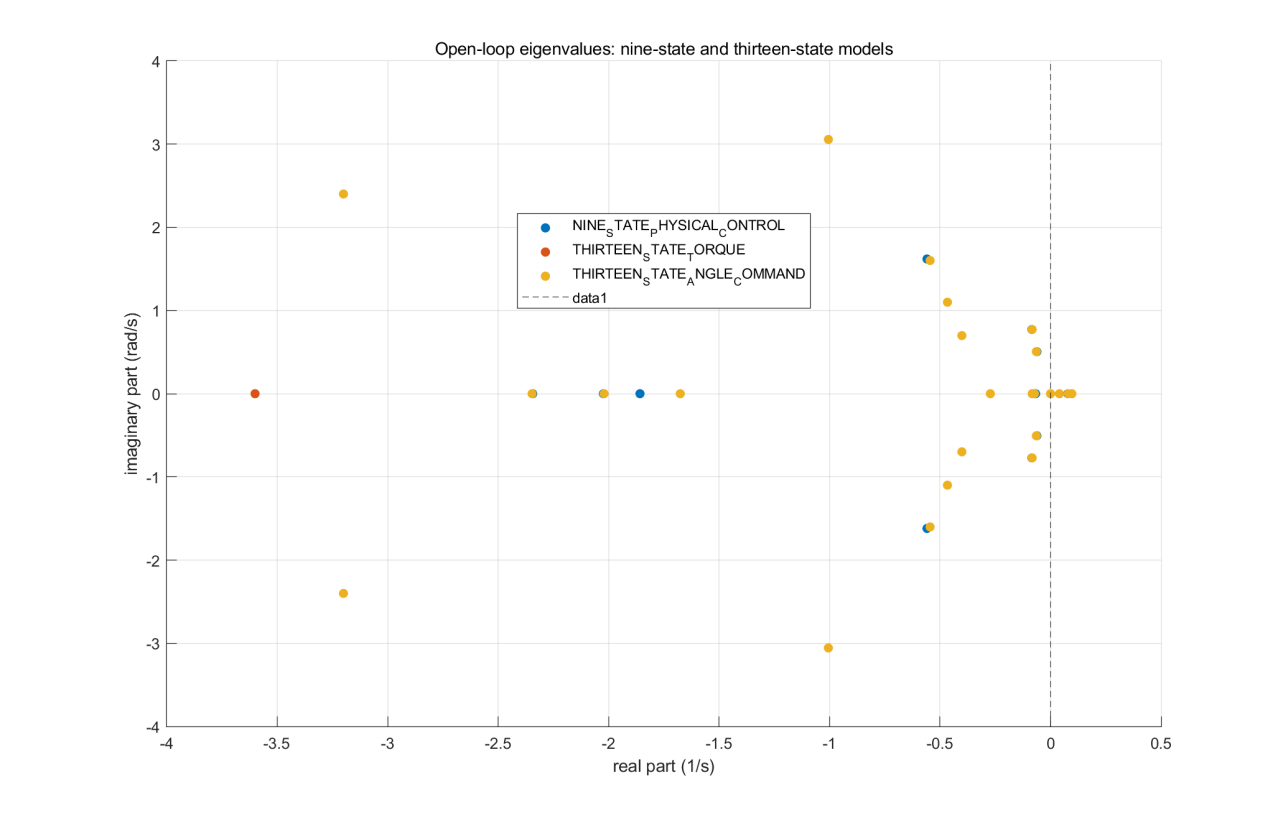 Open-loop eigenvalues: nine-state and thirteen-state models
4
3
2
1
0
-1
-2
-3
-4
imaginary part (rad/s)
NINE_STATE_PHYSICAL_CONTROL
THIRTEEN_STATE_TORQUE
THIRTEEN_STATE_ANGLE_COMMAND
data1
-4 -3.5 -3 -2.5 -2 -1.5 -1 -0.5 0 0.5
real part (1/s)